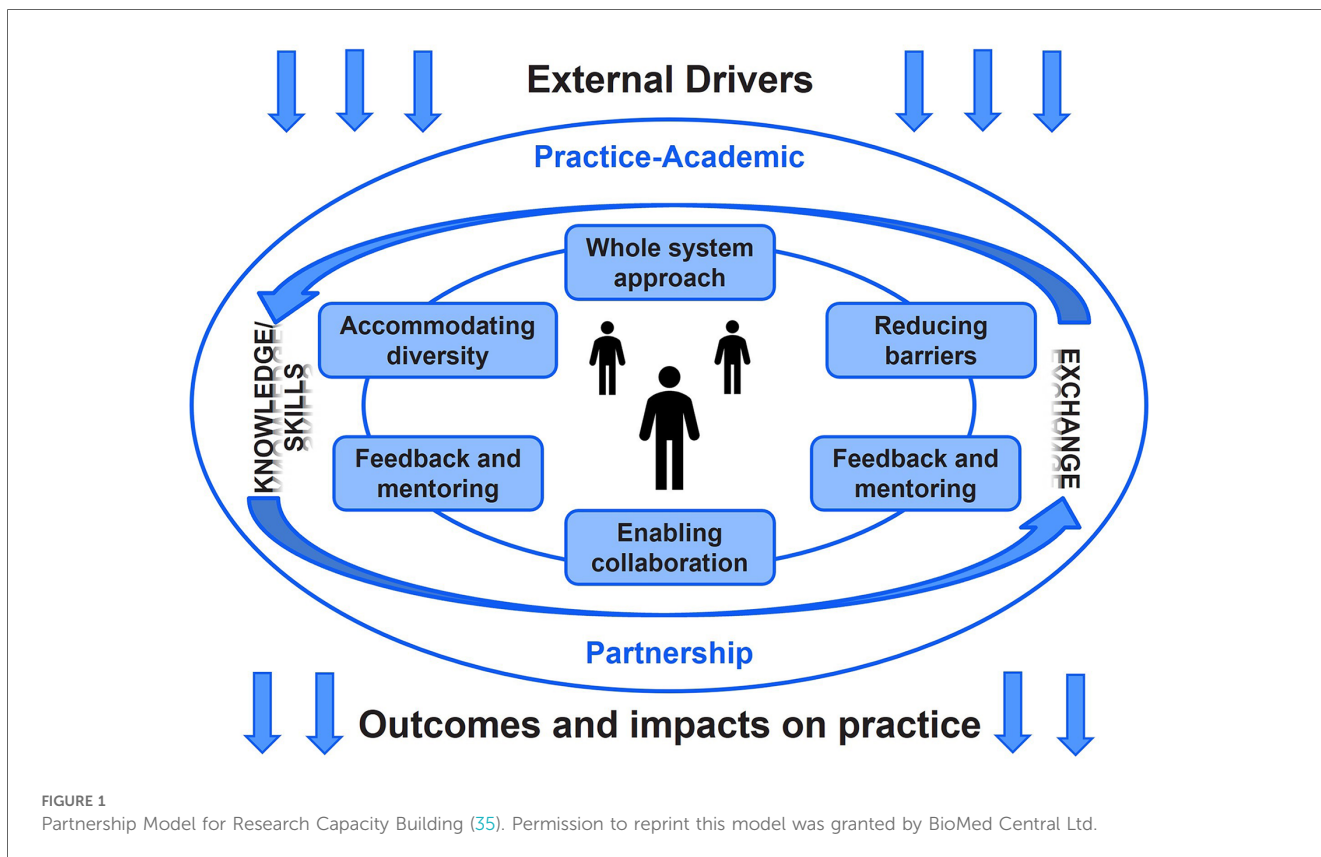 External Drivers
Practice-Academic
Whole system
approach
Accommodating
diversity
Reducing
barriers
KNOWLEDGE/
SKILLS
EXCHANGE
Feedback and
mentoring
Feedback and
mentoring
Enabling
collaboration
Partnership
Outcomes and impacts on practice
FIGURE 1
Partnership Model for Research Capacity Building (35). Permission to reprint this model was granted by BioMed Central Ltd.